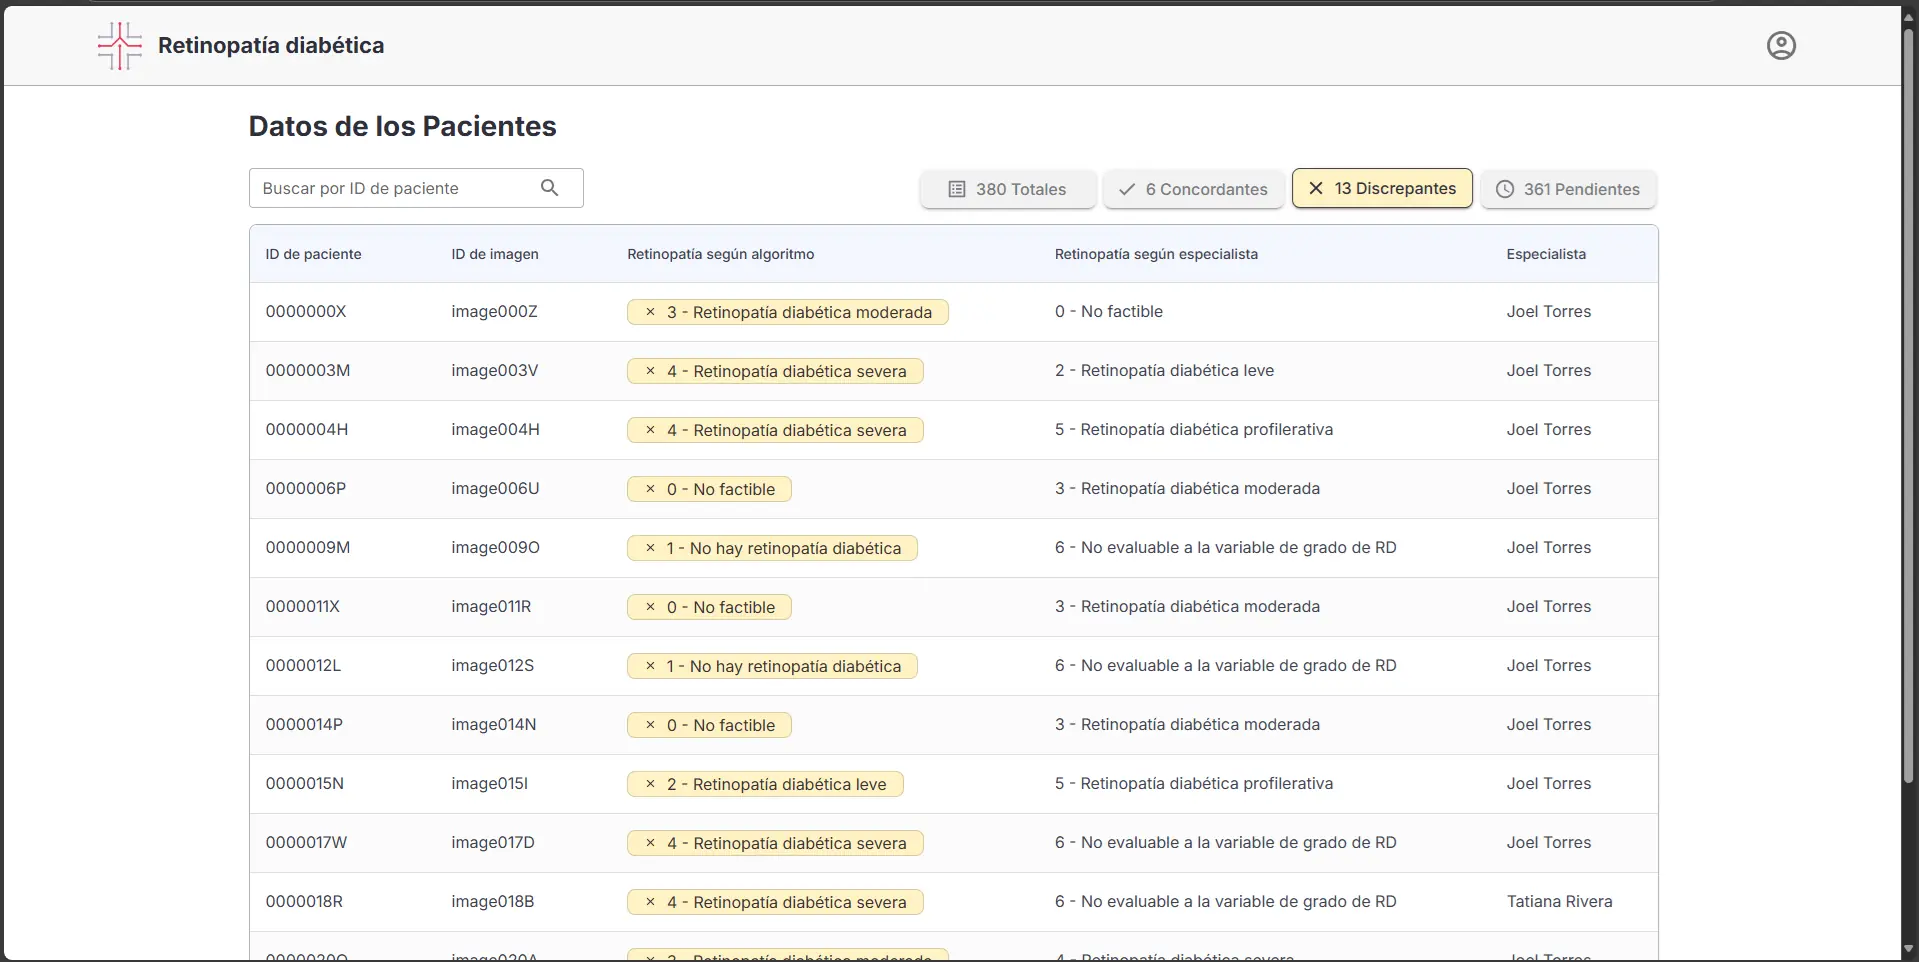 Retinopatía diabética
Datos de los Pacientes
Buscar por ID de paciente
380 Totales
6 Concordantes
13 Discrepantes
361 Pendientes
ID de paciente ID de imagen Retinopatía según algoritmo Retinopatía según especialista Especialista
0000000X image000Z × 3 - Retinopatía diabética moderada 0 - No factible Joel Torres
0000003M image003V × 4 - Retinopatía diabética severa 2 - Retinopatía diabética leve Joel Torres
0000004H image004H × 4 - Retinopatía diabética severa 5 - Retinopatía diabética profilerativa Joel Torres
0000006P image006U × 0 - No factible 3 - Retinopatía diabética moderada Joel Torres
0000009M image009O × 1 - No hay retinopatía diabética 6 - No evaluable a la variable de grado de RD Joel Torres
0000011X image011R × 0 - No factible 3 - Retinopatía diabética moderada Joel Torres
0000012L image012S × 1 - No hay retinopatía diabética 6 - No evaluable a la variable de grado de RD Joel Torres
0000014P image014N × 0 - No factible 3 - Retinopatía diabética moderada Joel Torres
0000015N image015I × 2 - Retinopatía diabética leve 5 - Retinopatía diabética profilerativa Joel Torres
0000017W image017D × 4 - Retinopatía diabética severa 6 - No evaluable a la variable de grado de RD Joel Torres
0000018R image018B × 4 - Retinopatía diabética severa 6 - No evaluable a la variable de grado de RD Tatiana Rivera
Retinopatía diabética moderada Retinopatía diabética severa Joel Torres